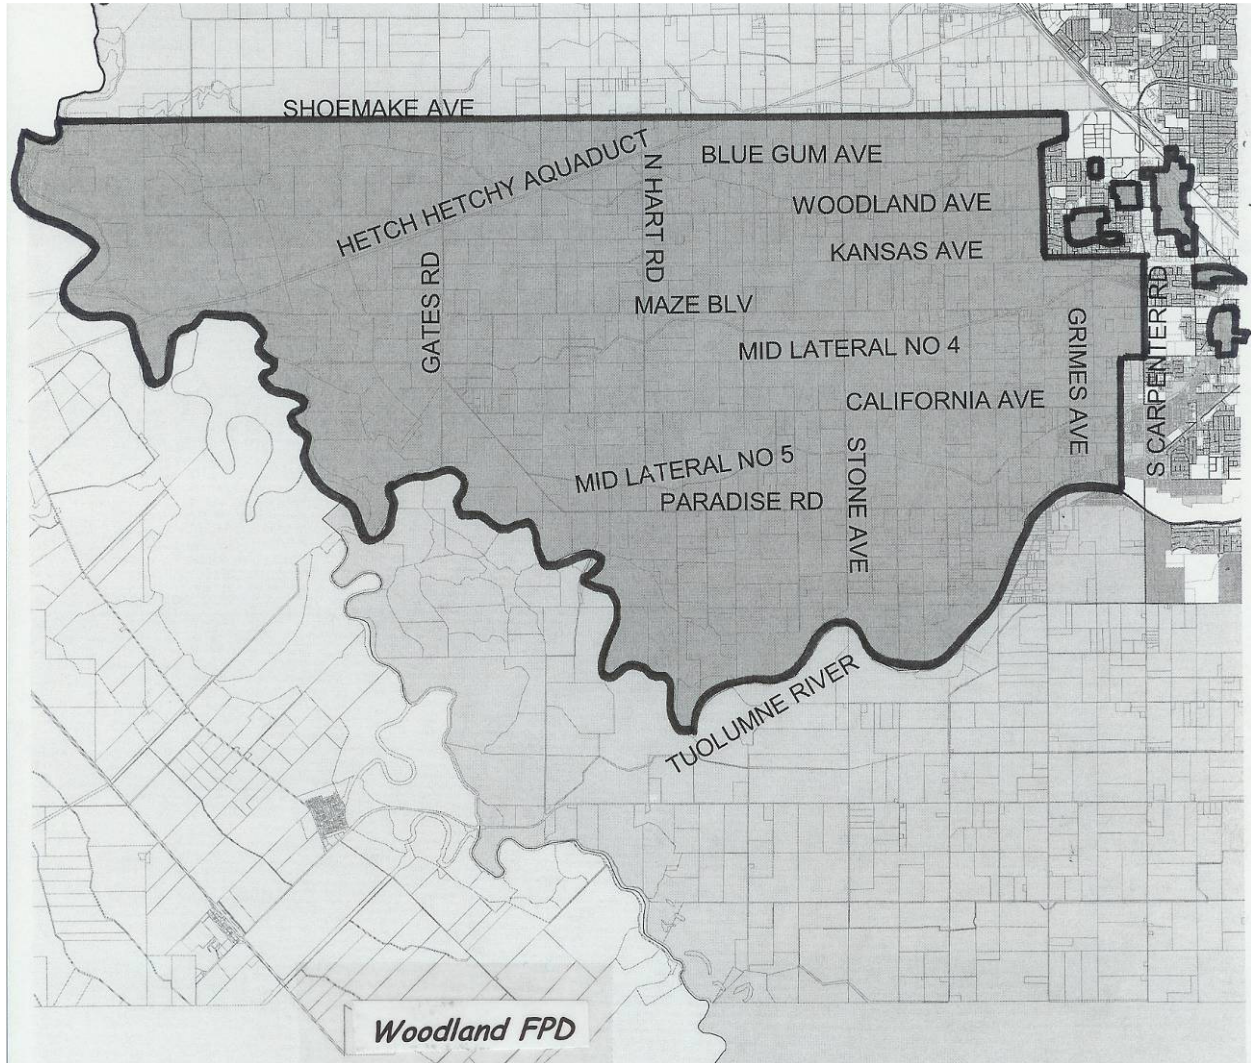 SHOEMAKE AVE
HETCH HETCHY AQUADUCT
N HART RD
BLUE GUM AVE
WOODLAND AVE
KANSAS AVE
GATES RD
MAZE BLV
MID LATERAL NO 4
GRIMES AVE
S CARPENTER RD
CALIFORNIA AVE
MID LATERAL NO 5
PARADISE RD
STONE AVE
TUOLUMNE RIVER
Woodland FPD